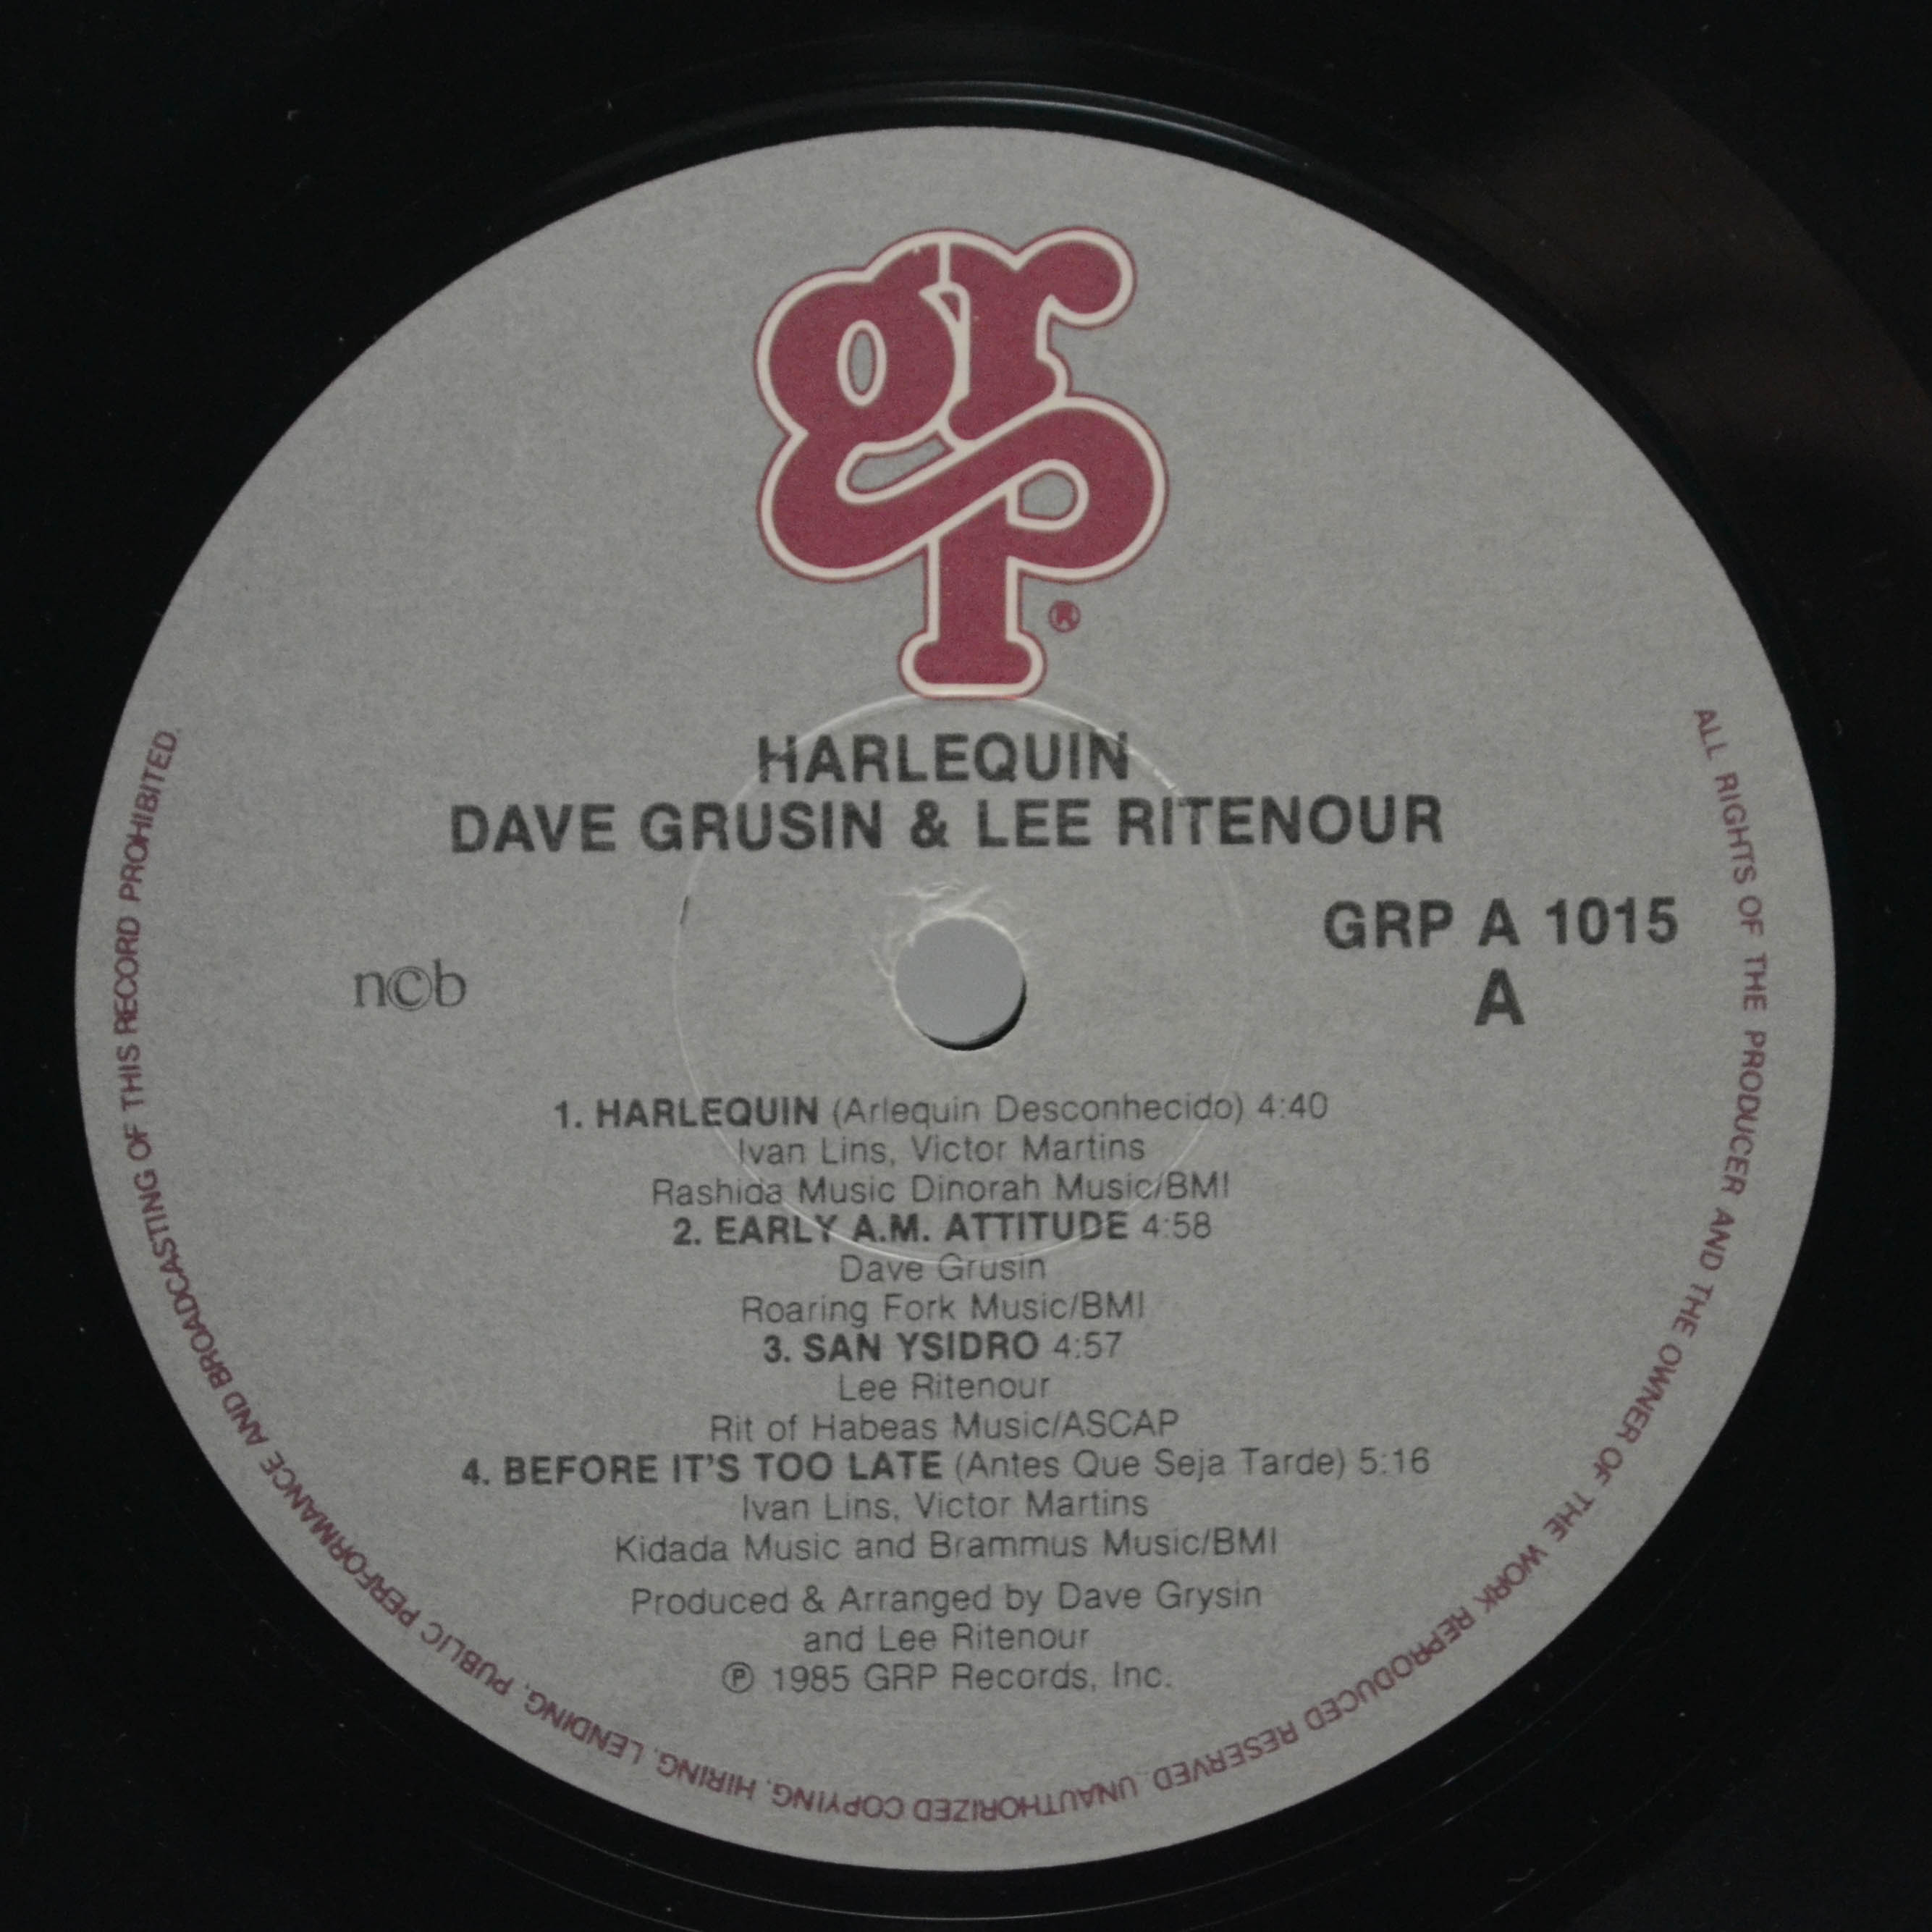 grp®
HARLEQUIN
DAVE GRUSIN & LEE RITENOUR
GRP A 1015
A
n©b
1. HARLEQUIN (Arlequin Desconhecido) 4:40
Ivan Lins, Victor Martins
Rashida Music Dinorah Music/BMI
2. EARLY A.M. ATTITUDE 4:58
Dave Grusin
Roaring Fork Music/BMI
3. SAN YSIDRO 4:57
Lee Ritenour
Rit of Habeas Music/ASCAP
4. BEFORE IT'S TOO LATE (Antes Que Seja Tarde) 5:16
Ivan Lins, Victor Martins
Kidada Music and Brammus Music/BMI
Produced & Arranged by Dave Grysin
and Lee Ritenour
℗ 1985 GRP Records, Inc.
ALL RIGHTS OF THE PRODUCER AND THE OWNER OF THE WORK REPRODUCED RESERVED. UNAUTHORIZED COPYING, HIRING, LENDING, PUBLIC PERFORMANCE AND BROADCASTING OF THIS RECORD PROHIBITED.